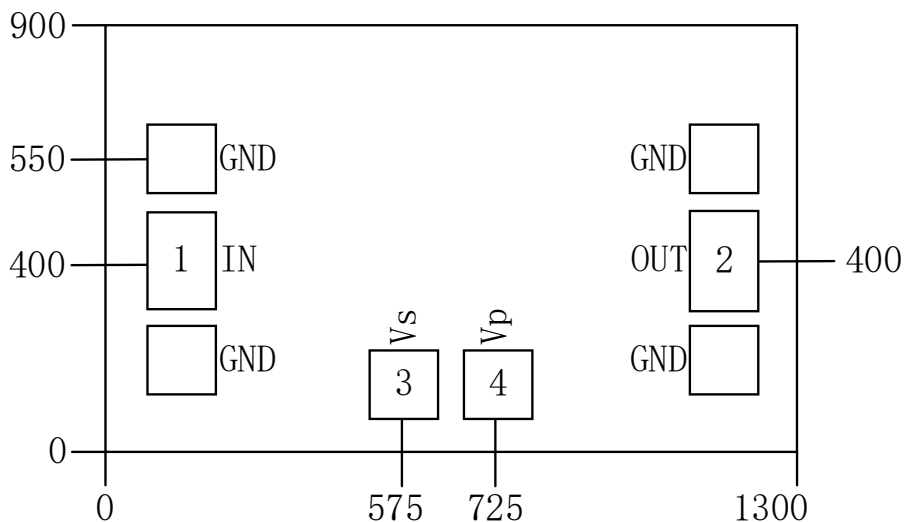 900
550 GND GND
400 1 IN OUT 2 400
Vs Vp
GND GND
3 4
0
0 575 725 1300